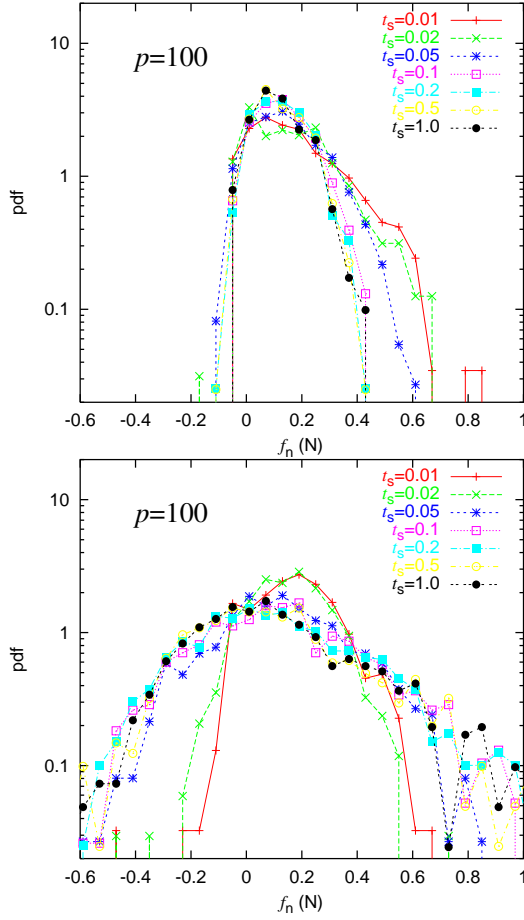 10
1
0.1
pdf
p=100
t_s=0.01
t_s=0.02
t_s=0.05
t_s=0.1
t_s=0.2
t_s=0.5
t_s=1.0
-0.6 -0.4 -0.2 0 0.2 0.4 0.6 0.8 1
f_n (N)
10
1
0.1
pdf
p=100
t_s=0.01
t_s=0.02
t_s=0.05
t_s=0.1
t_s=0.2
t_s=0.5
t_s=1.0
-0.6 -0.4 -0.2 0 0.2 0.4 0.6 0.8 1
f_n (N)